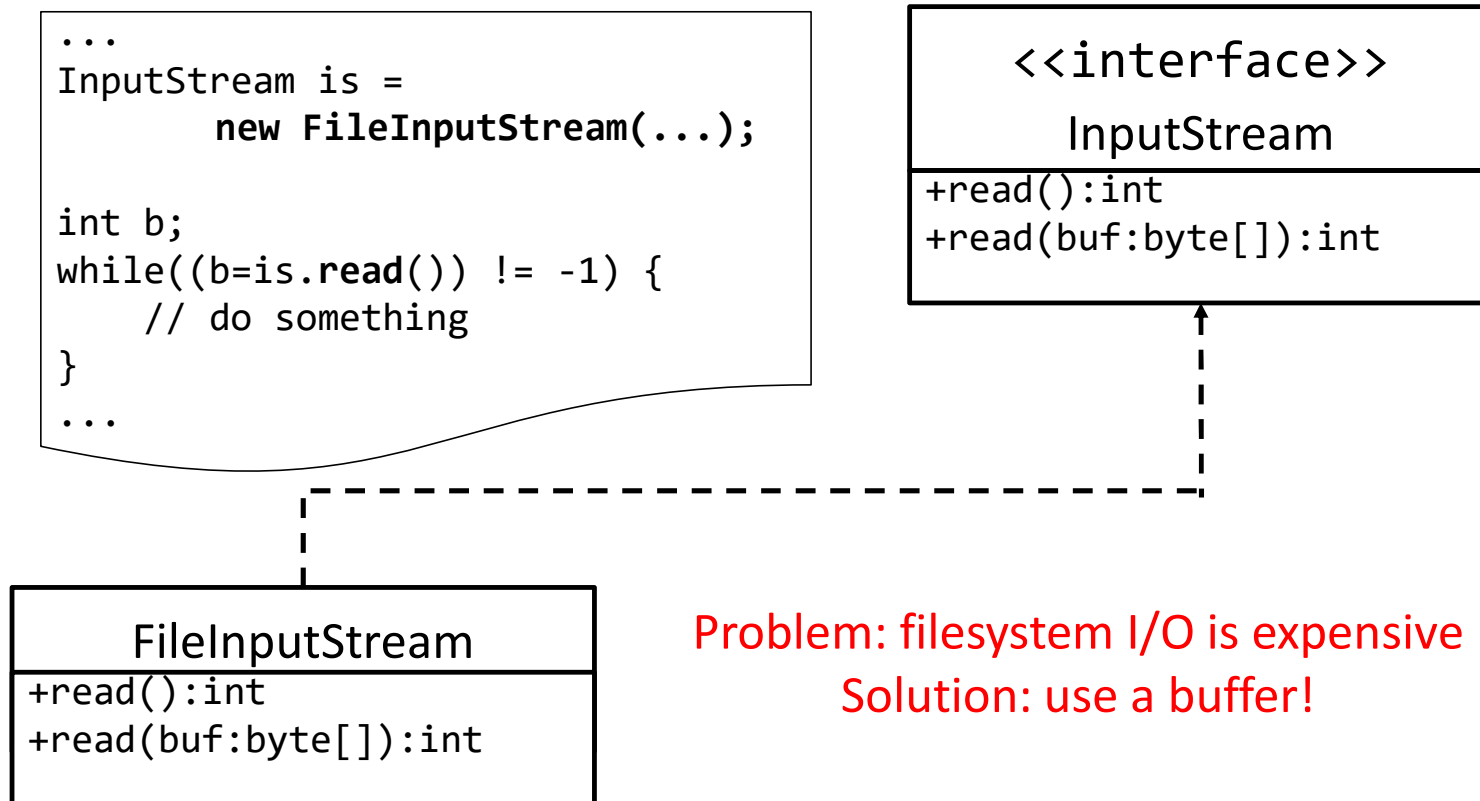 ...
InputStream is =
new FileInputStream(...);
int b;
while((b=is.read()) != -1) {
// do something
}
...
<<interface>>
InputStream
+read():int
+read(buf:byte[]):int
FileInputStream
+read():int
+read(buf:byte[]):int
Problem: filesystem I/O is expensive
Solution: use a buffer!